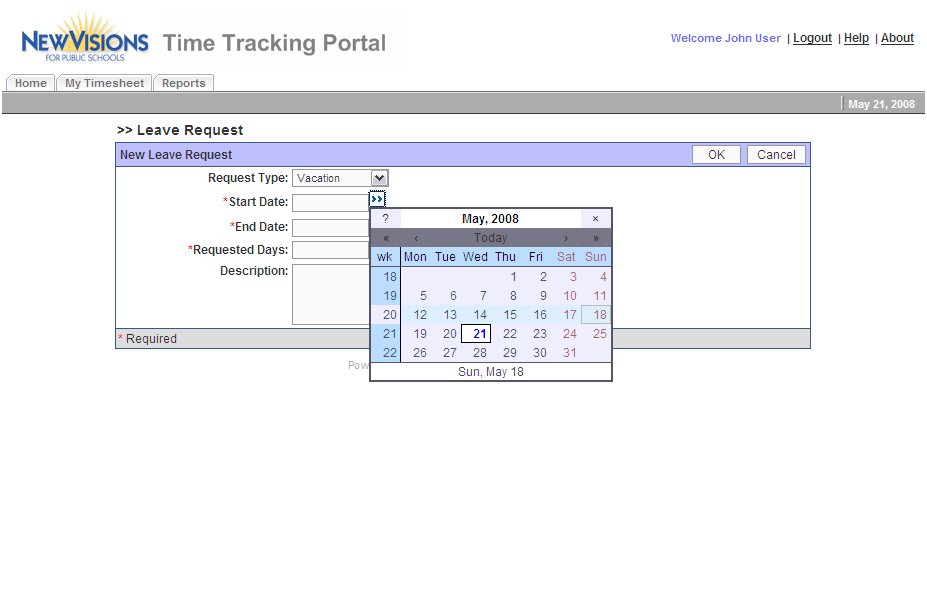 NEW VISIONS
FOR PUBLIC SCHOOLS
Time Tracking Portal
Welcome John User | Logout | Help | About
Home My Timesheet Reports
May 21, 2008
>> Leave Request
New Leave Request OK Cancel
Request Type: Vacation
*Start Date: >>
*End Date:
*Requested Days:
Description:
? May, 2008 ×
« ‹ Today › »
wk Mon Tue Wed Thu Fri Sat Sun
18 1 2 3 4
19 5 6 7 8 9 10 11
20 12 13 14 15 16 17 18
21 19 20 21 22 23 24 25
22 26 27 28 29 30 31
Sun, May 18
* Required
Pow